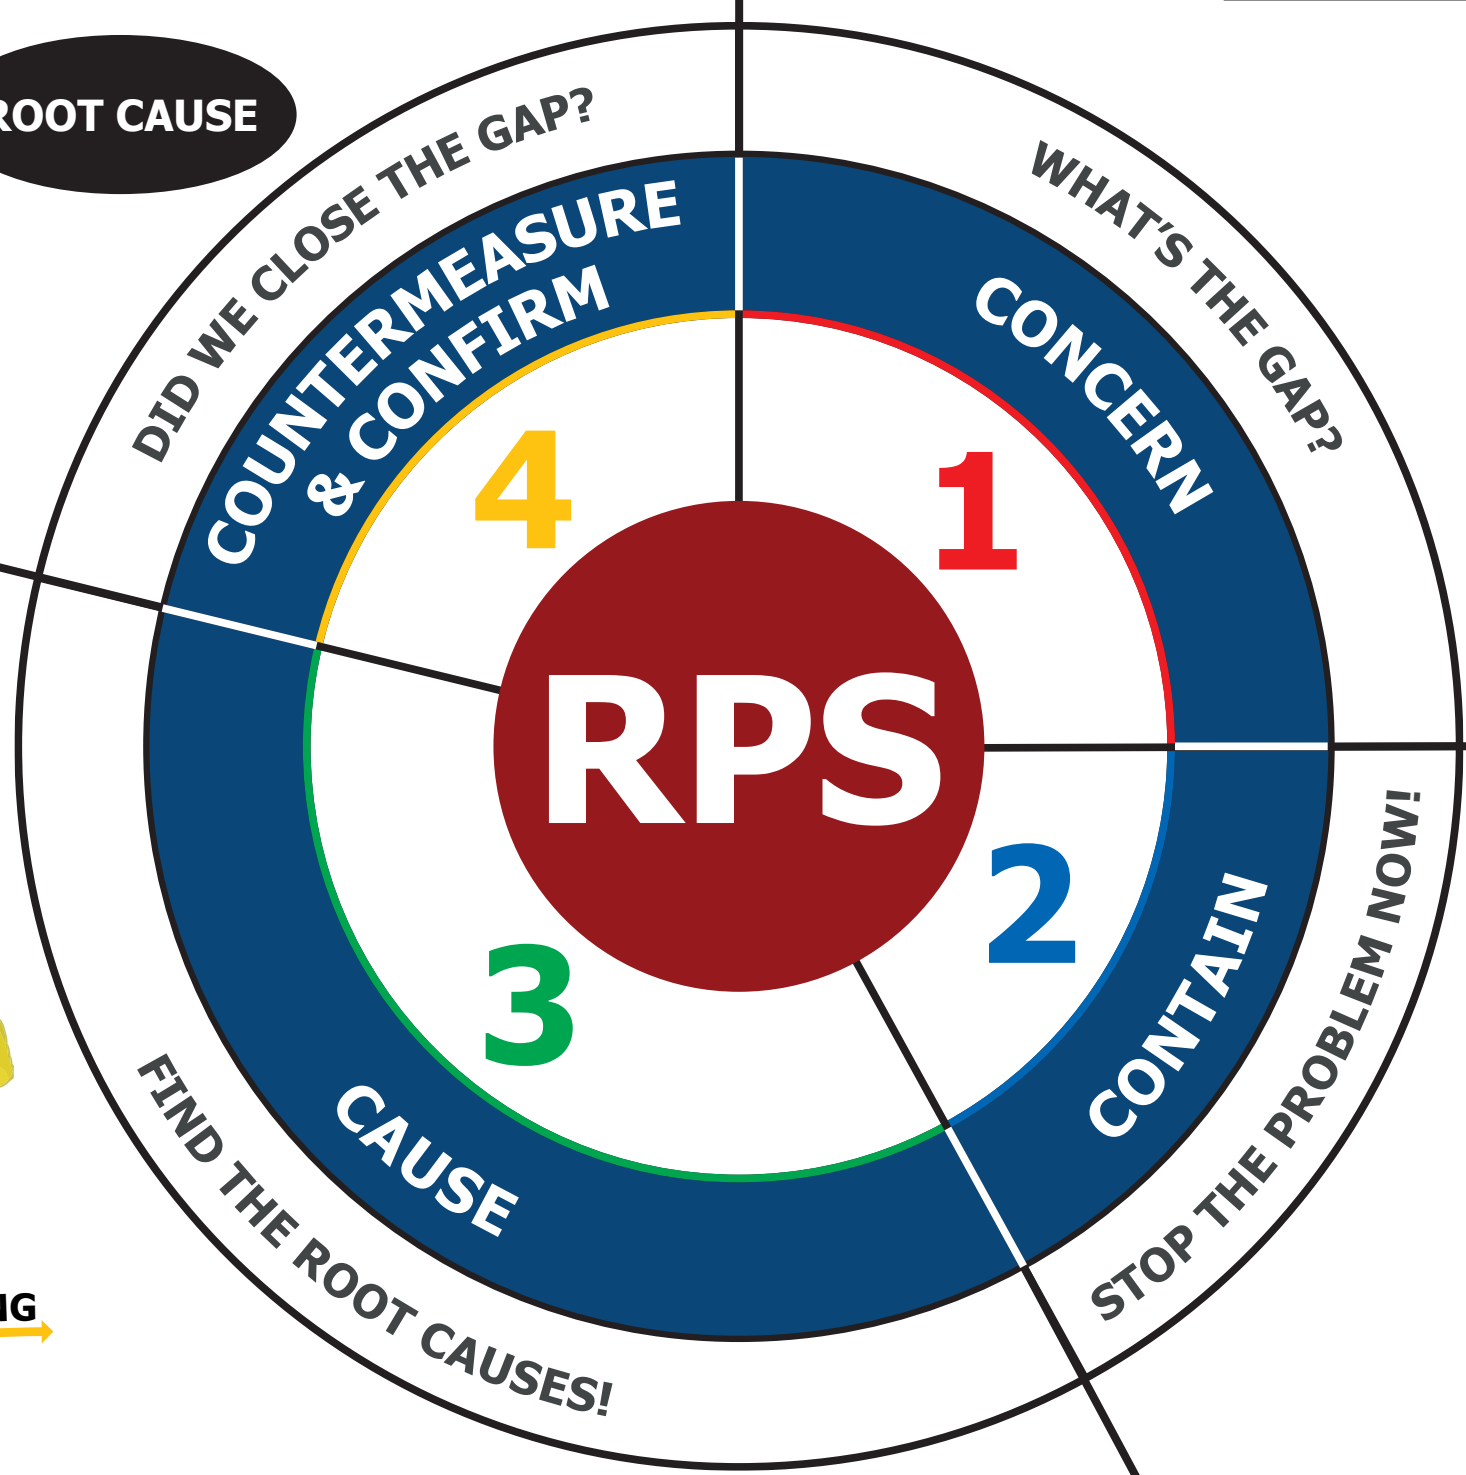 ROOT CAUSE
DID WE CLOSE THE GAP?
WHAT'S THE GAP?
COUNTERMEASURE
& CONFIRM
CONCERN
4
1
RPS
2
3
CONTAIN
STOP THE PROBLEM NOW!
CAUSE
FIND THE ROOT CAUSES!